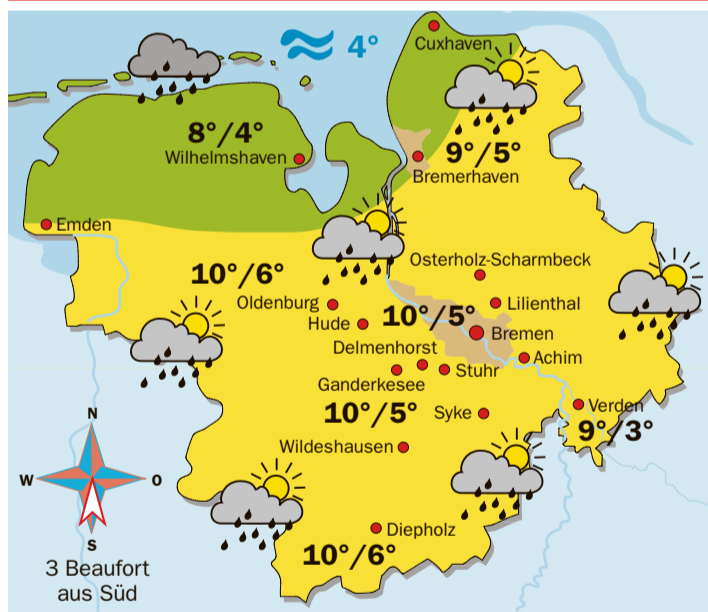 Cuxhaven
4°
8°/4°
Wilhelmshaven
9°/5°
Bremerhaven
Emden
Osterholz-Scharmbeck
10°/6°
Oldenburg
Lilienthal
10°/5°
Hude
Bremen
Delmenhorst
Achim
Stuhr
Ganderkesee
Verden
10°/5°
Syke
9°/3°
Wildeshausen
N
W
O
S
Diepholz
10°/6°
3 Beaufort
aus Süd